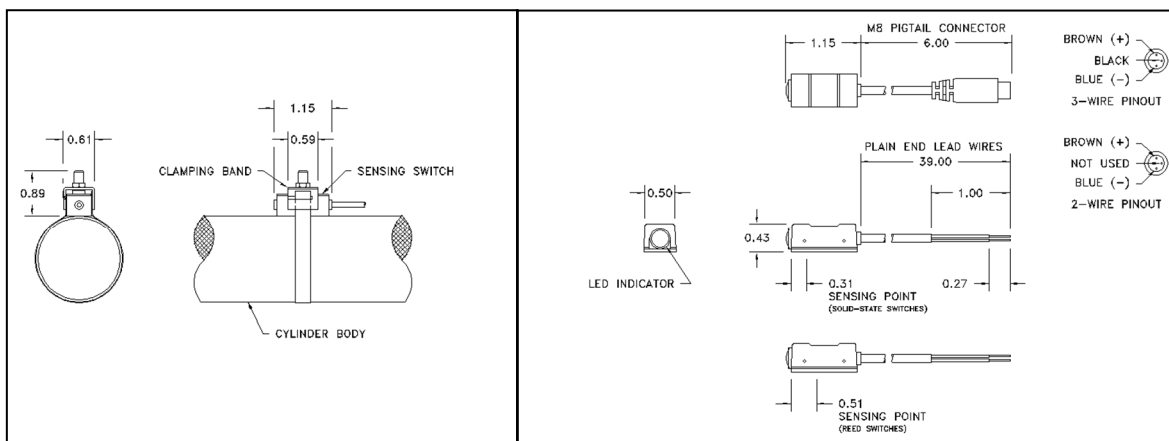 1.15
0.61
0.59
CLAMPING BAND
SENSING SWITCH
0.89
CYLINDER BODY
M8 PIGTAIL CONNECTOR
1.15
6.00
BROWN (+)
BLACK
BLUE (-)
3-WIRE PINOUT
PLAIN END LEAD WIRES
39.00
1.00
BROWN (+)
NOT USED
BLUE (-)
2-WIRE PINOUT
0.50
0.43
LED INDICATOR
0.31
SENSING POINT
(SOLID-STATE SWITCHES)
0.27
0.51
SENSING POINT
(REED SWITCHES)